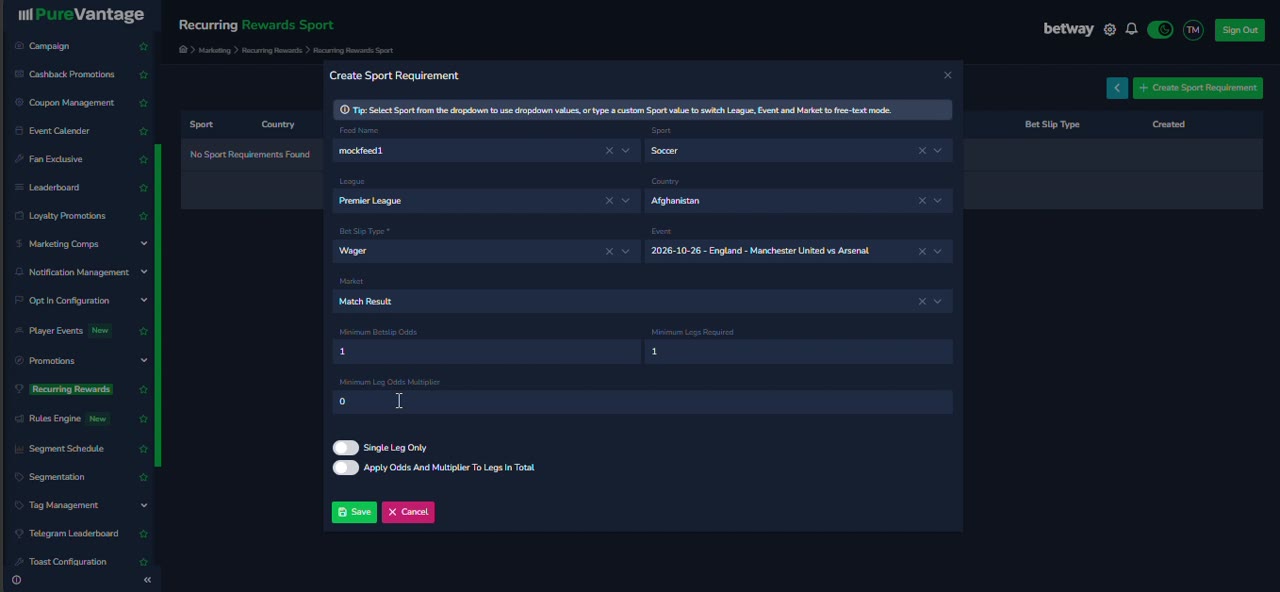 PureVantage
Campaign
Cashback Promotions
Coupon Management
Event Calender
Fan Exclusive
Leaderboard
Loyalty Promotions
Marketing Comps
Notification Management
Opt In Configuration
Player Events New
Promotions
Recurring Rewards
Rules Engine New
Segment Schedule
Segmentation
Tag Management
Telegram Leaderboard
Toast Configuration
Recurring Rewards Sport
Marketing > Recurring Rewards > Recurring Rewards Sport
betway TM Sign Out
+ Create Sport Requirement
Sport Country Bet Slip Type Created
No Sport Requirements Found
Create Sport Requirement
Tip: Select Sport from the dropdown to use dropdown values, or type a custom Sport value to switch League, Event and Market to free-text mode.
Feed Name Sport
mockfeed1 Soccer
League Country
Premier League Afghanistan
Bet Slip Type * Event
Wager 2026-10-26 - England - Manchester United vs Arsenal
Market
Match Result
Minimum Betslip Odds Minimum Legs Required
1 1
Minimum Leg Odds Multiplier
0
Single Leg Only
Apply Odds And Multiplier To Legs In Total
Save Cancel